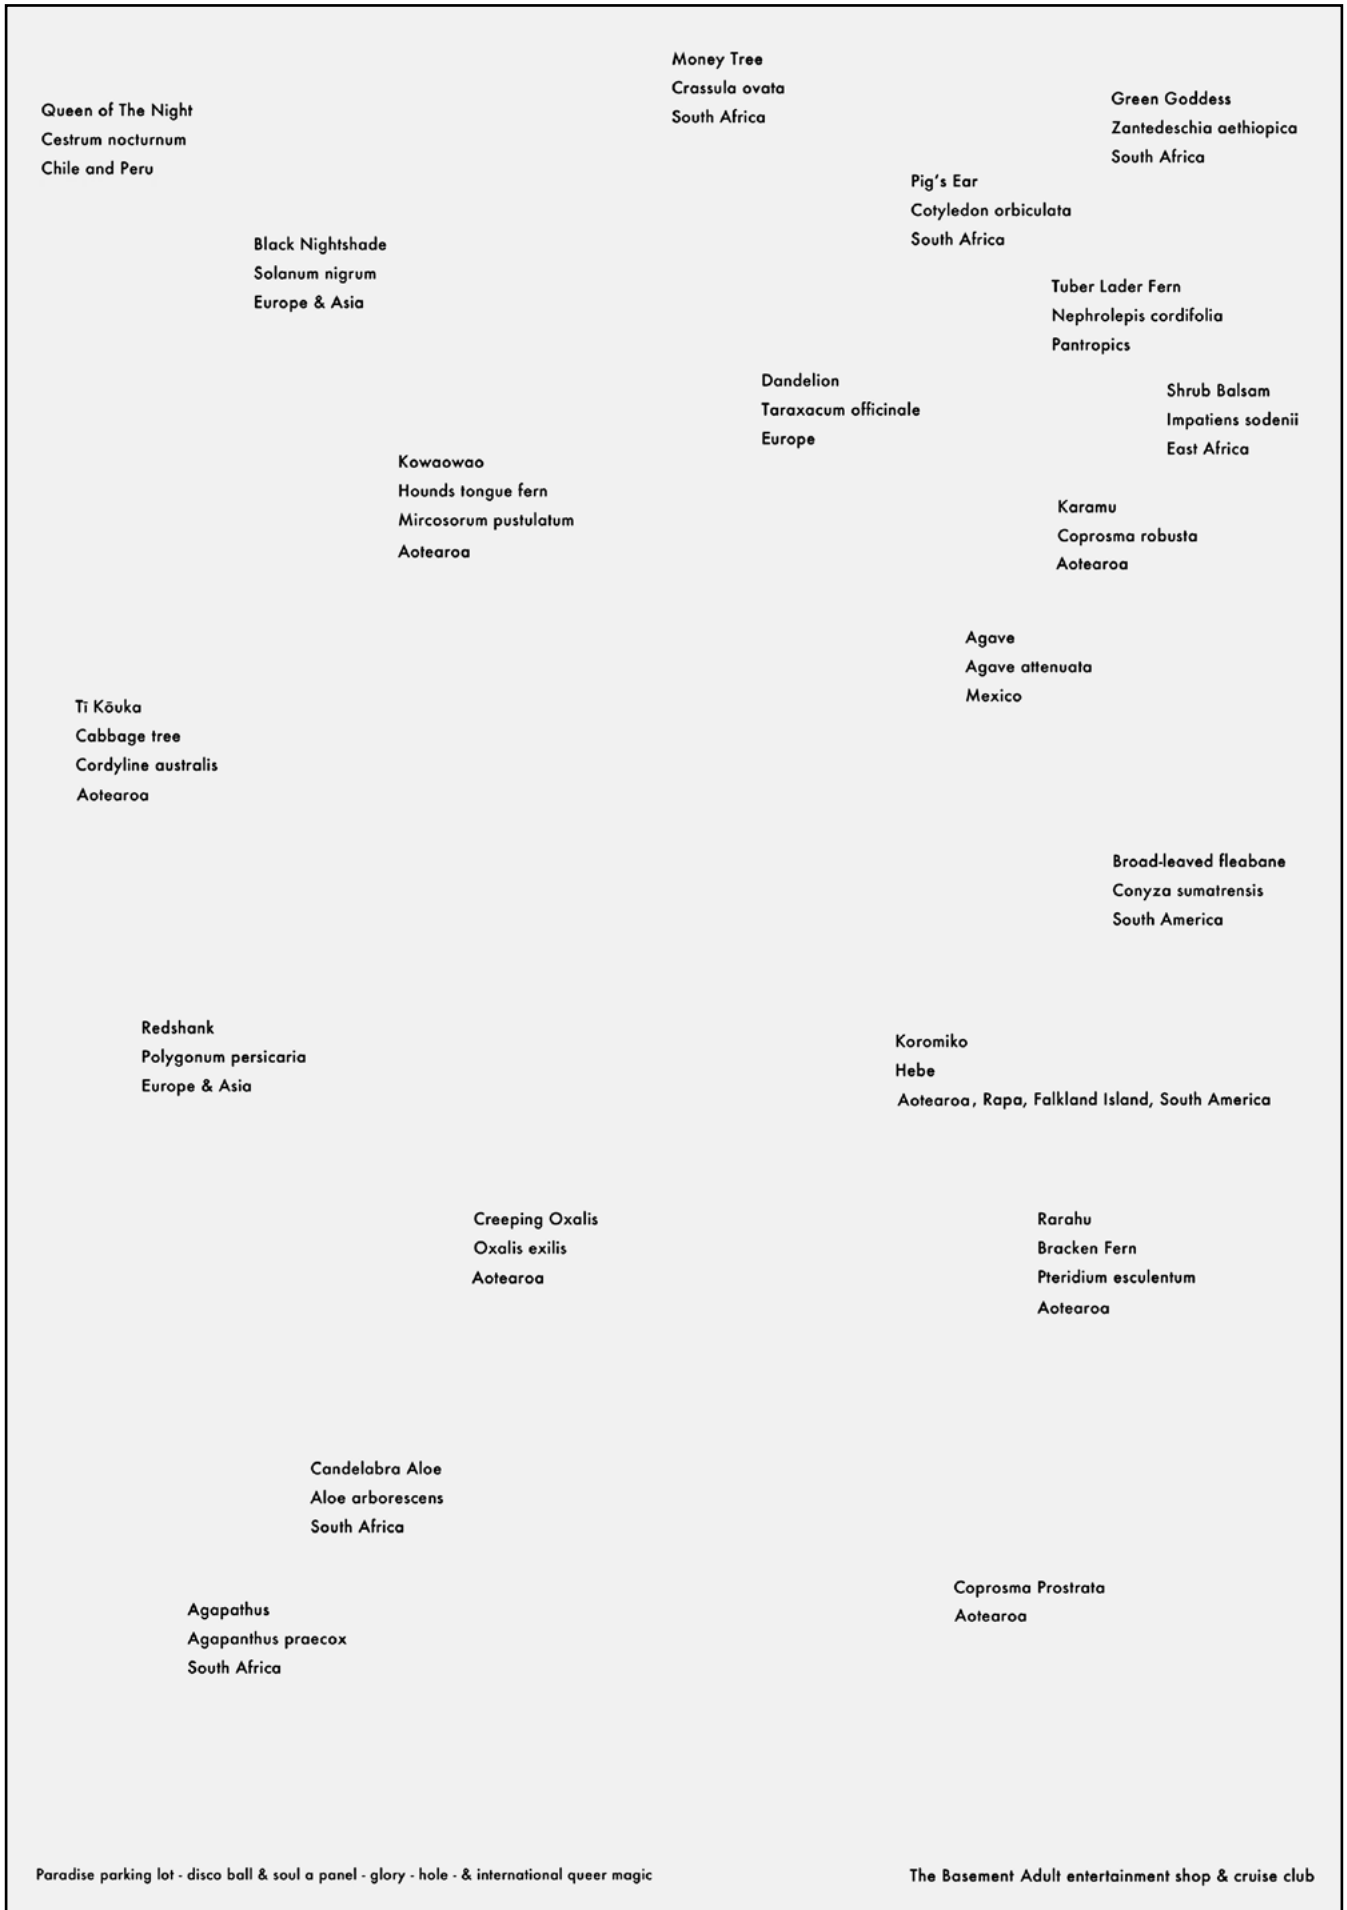 Money Tree
Crassula ovata
South Africa
Green Goddess
Zantedeschia aethiopica
South Africa
Queen of The Night
Cestrum nocturnum
Chile and Peru
Pig's Ear
Cotyledon orbiculata
South Africa
Black Nightshade
Solanum nigrum
Europe & Asia
Tuber Lader Fern
Nephrolepis cordifolia
Pantropics
Dandelion
Taraxacum officinale
Europe
Shrub Balsam
Impatiens sodenii
East Africa
Kowaowao
Hounds tongue fern
Mircosorum pustulatum
Aotearoa
Karamu
Coprosma robusta
Aotearoa
Agave
Agave attenuata
Mexico
Tī Kōuka
Cabbage tree
Cordyline australis
Aotearoa
Broad-leaved fleabane
Conyza sumatrensis
South America
Redshank
Polygonum persicaria
Europe & Asia
Koromiko
Hebe
Aotearoa, Rapa, Falkland Island, South America
Creeping Oxalis
Oxalis exilis
Aotearoa
Rarahu
Bracken Fern
Pteridium esculentum
Aotearoa
Candelabra Aloe
Aloe arborescens
South Africa
Coprosma Prostrata
Aotearoa
Agapathus
Agapanthus praecox
South Africa
Paradise parking lot - disco ball & soul a panel - glory - hole - & international queer magic
The Basement Adult entertainment shop & cruise club